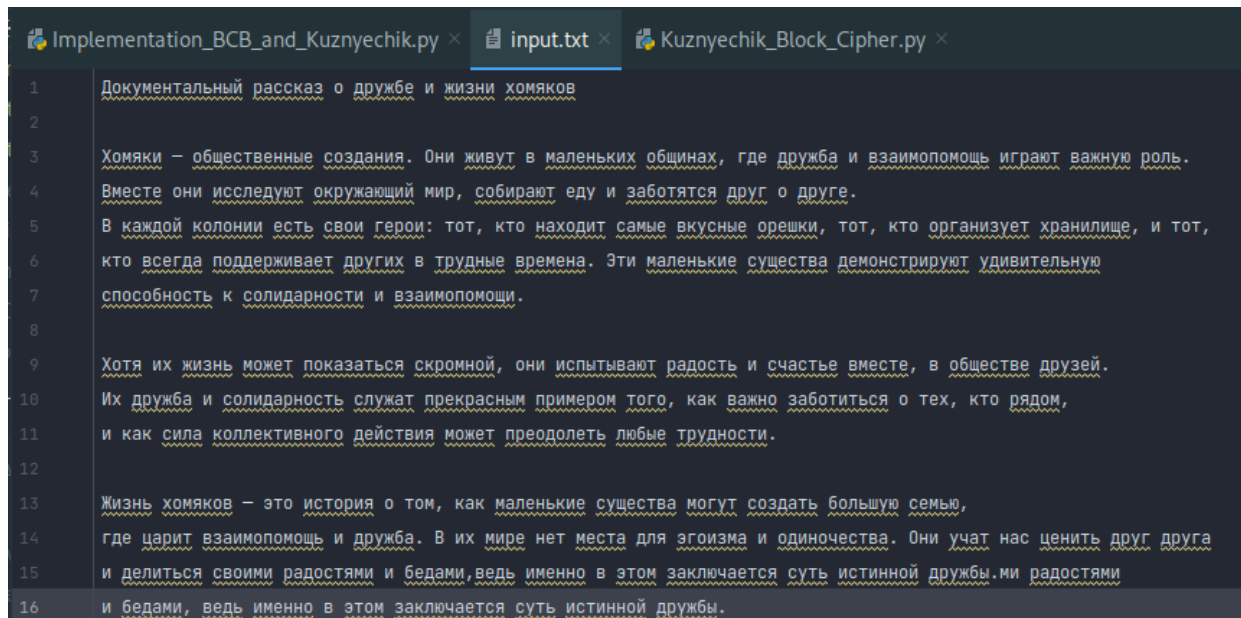 Implementation_BCB_and_Kuznyechik.py × input.txt × Kuznyechik_Block_Cipher.py ×
1 Документальный рассказ о дружбе и жизни хомяков
2
3 Хомяки — общественные создания. Они живут в маленьких общинах, где дружба и взаимопомощь играют важную роль.
4 Вместе они исследуют окружающий мир, собирают еду и заботятся друг о друге.
5 В каждой колонии есть свои герои: тот, кто находит самые вкусные орешки, тот, кто организует хранилище, и тот,
6 кто всегда поддерживает других в трудные времена. Эти маленькие существа демонстрируют удивительную
7 способность к солидарности и взаимопомощи.
8
9 Хотя их жизнь может показаться скромной, они испытывают радость и счастье вместе, в обществе друзей.
10 Их дружба и солидарность служат прекрасным примером того, как важно заботиться о тех, кто рядом,
11 и как сила коллективного действия может преодолеть любые трудности.
12
13 Жизнь хомяков — это история о том, как маленькие существа могут создать большую семью,
14 где царит взаимопомощь и дружба. В их мире нет места для эгоизма и одиночества. Они учат нас ценить друг друга
15 и делиться своими радостями и бедами,ведь именно в этом заключается суть истинной дружбы.ми радостями
16 и бедами, ведь именно в этом заключается суть истинной дружбы.